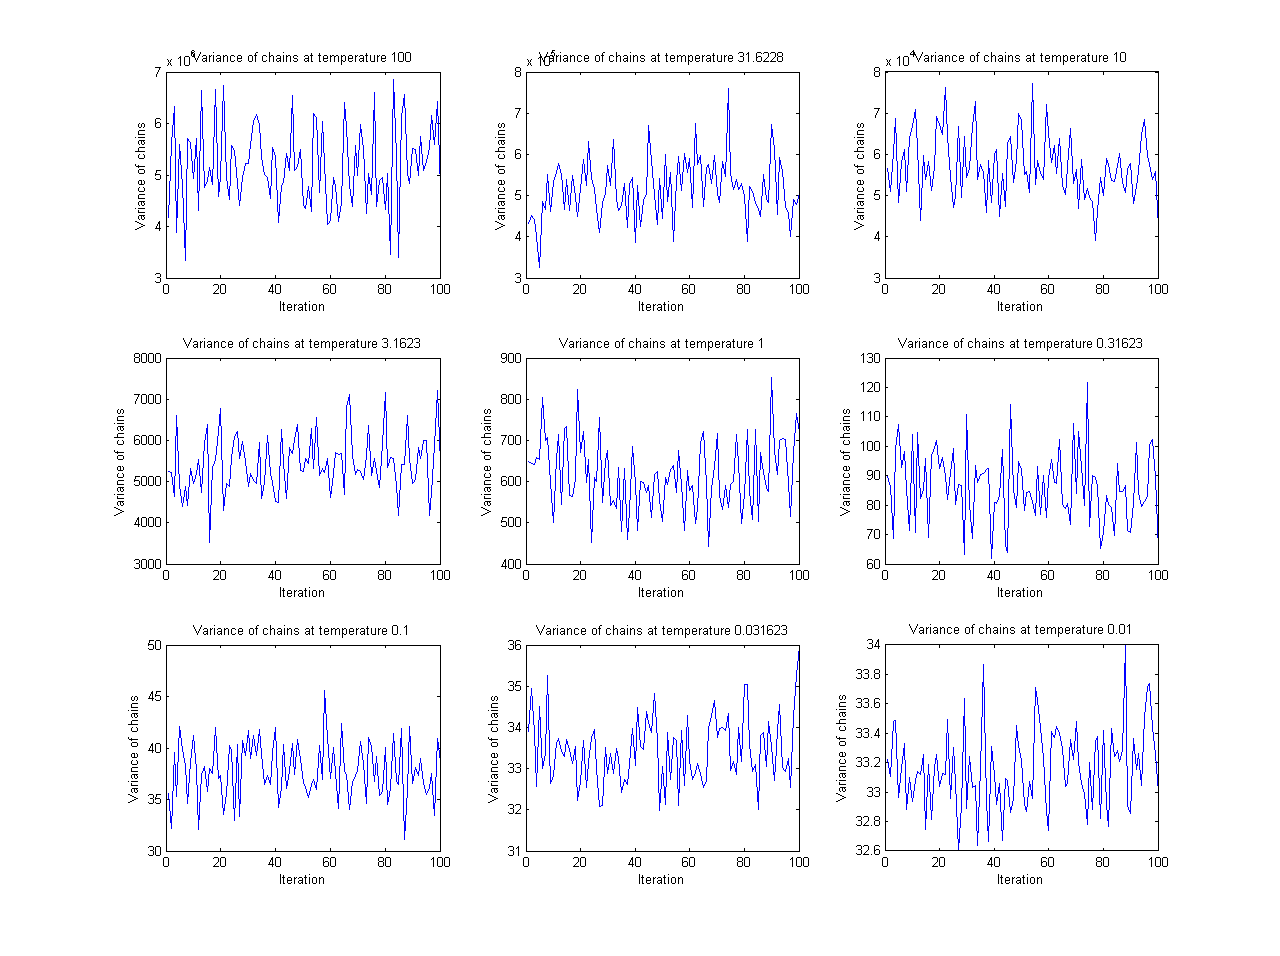 x 10^6 Variance of chains at temperature 100
Variance of chains
7
6
5
4
3
0 20 40 60 80 100
Iteration
x 10^5 Variance of chains at temperature 31.6228
Variance of chains
8
7
6
5
4
3
0 20 40 60 80 100
Iteration
x 10^4 Variance of chains at temperature 10
Variance of chains
8
7
6
5
4
3
0 20 40 60 80 100
Iteration
Variance of chains at temperature 3.1623
Variance of chains
8000
7000
6000
5000
4000
3000
0 20 40 60 80 100
Iteration
Variance of chains at temperature 1
Variance of chains
900
800
700
600
500
400
0 20 40 60 80 100
Iteration
Variance of chains at temperature 0.31623
Variance of chains
130
120
110
100
90
80
70
60
0 20 40 60 80 100
Iteration
Variance of chains at temperature 0.1
Variance of chains
50
45
40
35
30
0 20 40 60 80 100
Iteration
Variance of chains at temperature 0.031623
Variance of chains
36
35
34
33
32
31
0 20 40 60 80 100
Iteration
Variance of chains at temperature 0.01
Variance of chains
34
33.8
33.6
33.4
33.2
33
32.8
32.6
0 20 40 60 80 100
Iteration